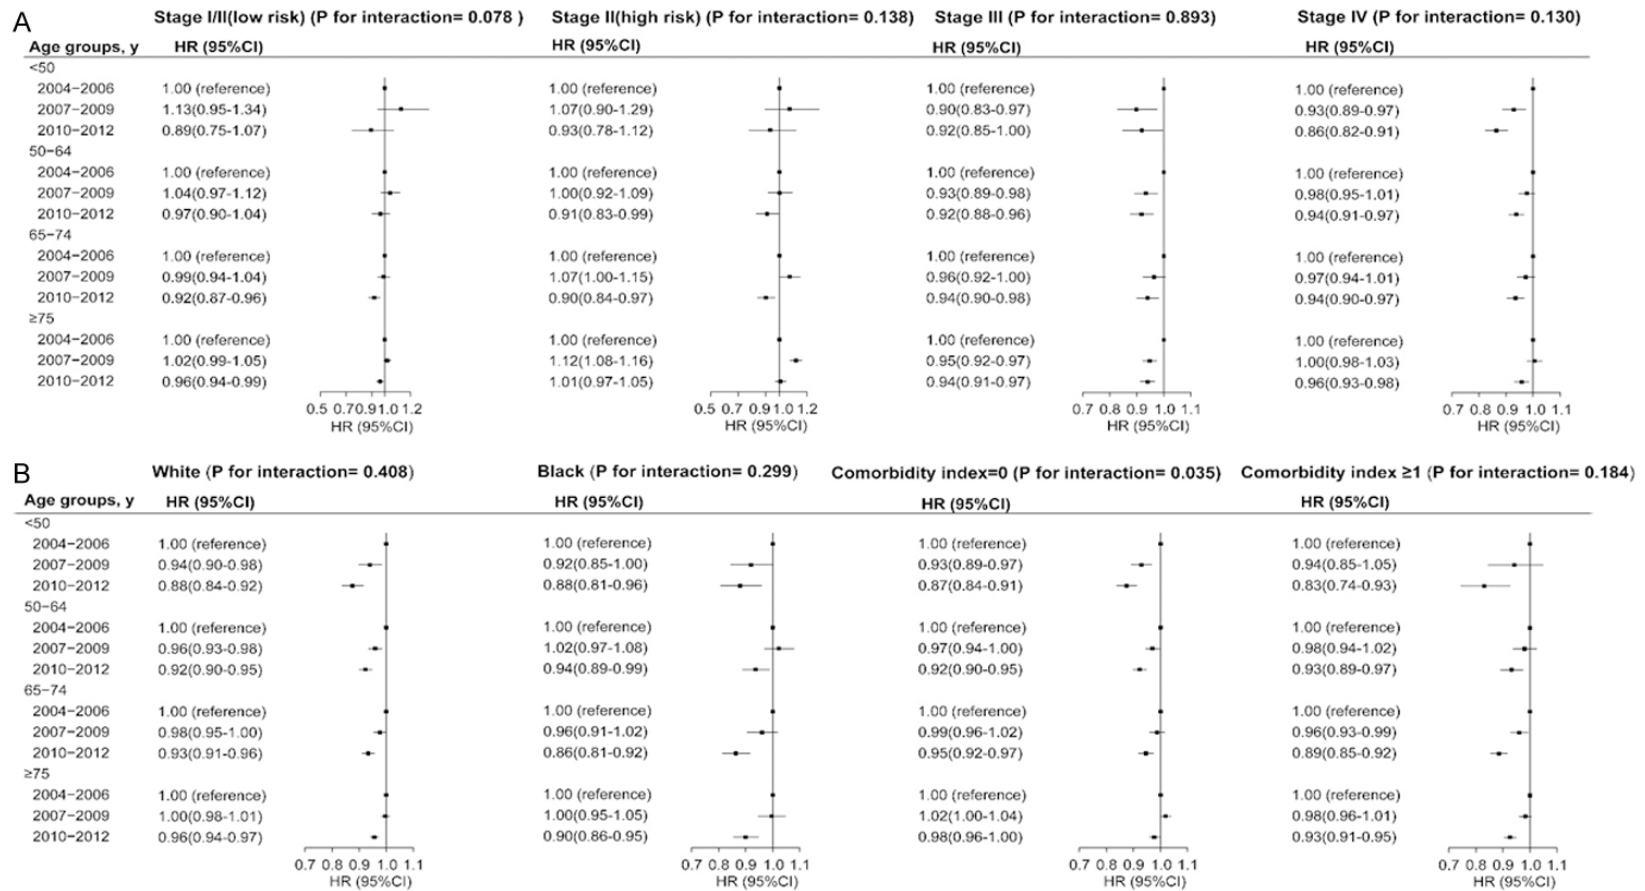 A Stage I/II(low risk) (P for interaction= 0.078 ) Stage II(high risk) (P for interaction= 0.138) Stage III (P for interaction= 0.893) Stage IV (P for interaction= 0.130)
Age groups, y HR (95%CI) HR (95%CI) HR (95%CI) HR (95%CI)
<50
2004−2006 1.00 (reference) 1.00 (reference) 1.00 (reference) 1.00 (reference)
2007−2009 1.13(0.95-1.34) 1.07(0.90-1.29) 0.90(0.83-0.97) 0.93(0.89-0.97)
2010−2012 0.89(0.75-1.07) 0.93(0.78-1.12) 0.92(0.85-1.00) 0.86(0.82-0.91)
50−64
2004−2006 1.00 (reference) 1.00 (reference) 1.00 (reference) 1.00 (reference)
2007−2009 1.04(0.97-1.12) 1.00(0.92-1.09) 0.93(0.89-0.98) 0.98(0.95-1.01)
2010−2012 0.97(0.90-1.04) 0.91(0.83-0.99) 0.92(0.88-0.96) 0.94(0.91-0.97)
65−74
2004−2006 1.00 (reference) 1.00 (reference) 1.00 (reference) 1.00 (reference)
2007−2009 0.99(0.94-1.04) 1.07(1.00-1.15) 0.96(0.92-1.00) 0.97(0.94-1.01)
2010−2012 0.92(0.87-0.96) 0.90(0.84-0.97) 0.94(0.90-0.98) 0.94(0.90-0.97)
≥75
2004−2006 1.00 (reference) 1.00 (reference) 1.00 (reference) 1.00 (reference)
2007−2009 1.02(0.99-1.05) 1.12(1.08-1.16) 0.95(0.92-0.97) 1.00(0.98-1.03)
2010−2012 0.96(0.94-0.99) 1.01(0.97-1.05) 0.94(0.91-0.97) 0.96(0.93-0.98)
0.5 0.7 0.9 1.0 1.2 0.5 0.7 0.9 1.0 1.2 0.7 0.8 0.9 1.0 1.1 0.7 0.8 0.9 1.0 1.1
HR (95%CI) HR (95%CI) HR (95%CI) HR (95%CI)
B White (P for interaction= 0.408) Black (P for interaction= 0.299) Comorbidity index=0 (P for interaction= 0.035) Comorbidity index ≥1 (P for interaction= 0.184)
Age groups, y HR (95%CI) HR (95%CI) HR (95%CI) HR (95%CI)
<50
2004−2006 1.00 (reference) 1.00 (reference) 1.00 (reference) 1.00 (reference)
2007−2009 0.94(0.90-0.98) 0.92(0.85-1.00) 0.93(0.89-0.97) 0.94(0.85-1.05)
2010−2012 0.88(0.84-0.92) 0.88(0.81-0.96) 0.87(0.84-0.91) 0.83(0.74-0.93)
50−64
2004−2006 1.00 (reference) 1.00 (reference) 1.00 (reference) 1.00 (reference)
2007−2009 0.96(0.93-0.98) 1.02(0.97-1.08) 0.97(0.94-1.00) 0.98(0.94-1.02)
2010−2012 0.92(0.90-0.95) 0.94(0.89-0.99) 0.92(0.90-0.95) 0.93(0.89-0.97)
65−74
2004−2006 1.00 (reference) 1.00 (reference) 1.00 (reference) 1.00 (reference)
2007−2009 0.98(0.95-1.00) 0.96(0.91-1.02) 0.99(0.96-1.02) 0.96(0.93-0.99)
2010−2012 0.93(0.91-0.96) 0.86(0.81-0.92) 0.95(0.92-0.97) 0.89(0.85-0.92)
≥75
2004−2006 1.00 (reference) 1.00 (reference) 1.00 (reference) 1.00 (reference)
2007−2009 1.00(0.98-1.01) 1.00(0.95-1.05) 1.02(1.00-1.04) 0.98(0.96-1.01)
2010−2012 0.96(0.94-0.97) 0.90(0.86-0.95) 0.98(0.96-1.00) 0.93(0.91-0.95)
0.7 0.8 0.9 1.0 1.1 0.7 0.8 0.9 1.0 1.1 0.7 0.8 0.9 1.0 1.1 0.7 0.8 0.9 1.0 1.1
HR (95%CI) HR (95%CI) HR (95%CI) HR (95%CI)